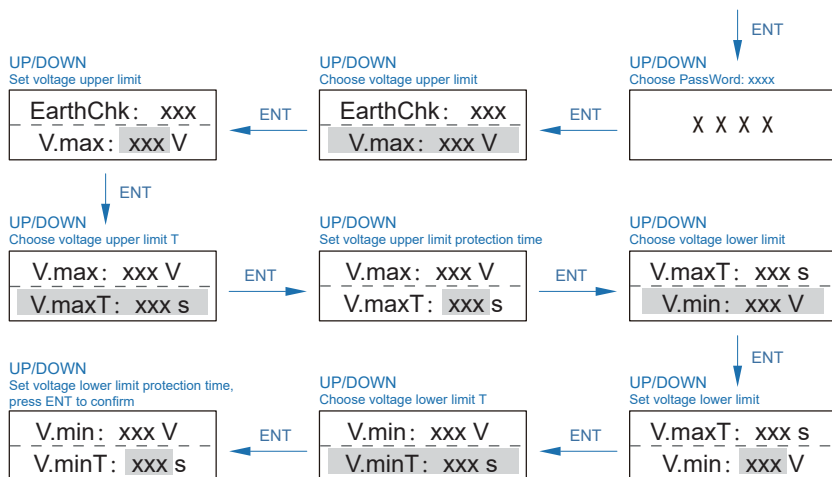 ENT
UP/DOWN
Set voltage upper limit
EarthChk: xxx
V.max: xxx V
ENT
UP/DOWN
Choose voltage upper limit
EarthChk: xxx
V.max: xxx V
ENT
UP/DOWN
Choose PassWord: xxxx
X X X X
ENT
UP/DOWN
Choose voltage upper limit T
V.max: xxx V
V.maxT: xxx s
ENT
UP/DOWN
Set voltage upper limit protection time
V.max: xxx V
V.maxT: xxx s
ENT
UP/DOWN
Choose voltage lower limit
V.maxT: xxx s
V.min: xxx V
ENT
UP/DOWN
Set voltage lower limit protection time,
press ENT to confirm
V.min: xxx V
V.minT: xxx s
ENT
UP/DOWN
Choose voltage lower limit T
V.min: xxx V
V.minT: xxx s
ENT
UP/DOWN
Set voltage lower limit
V.maxT: xxx s
V.min: xxx V